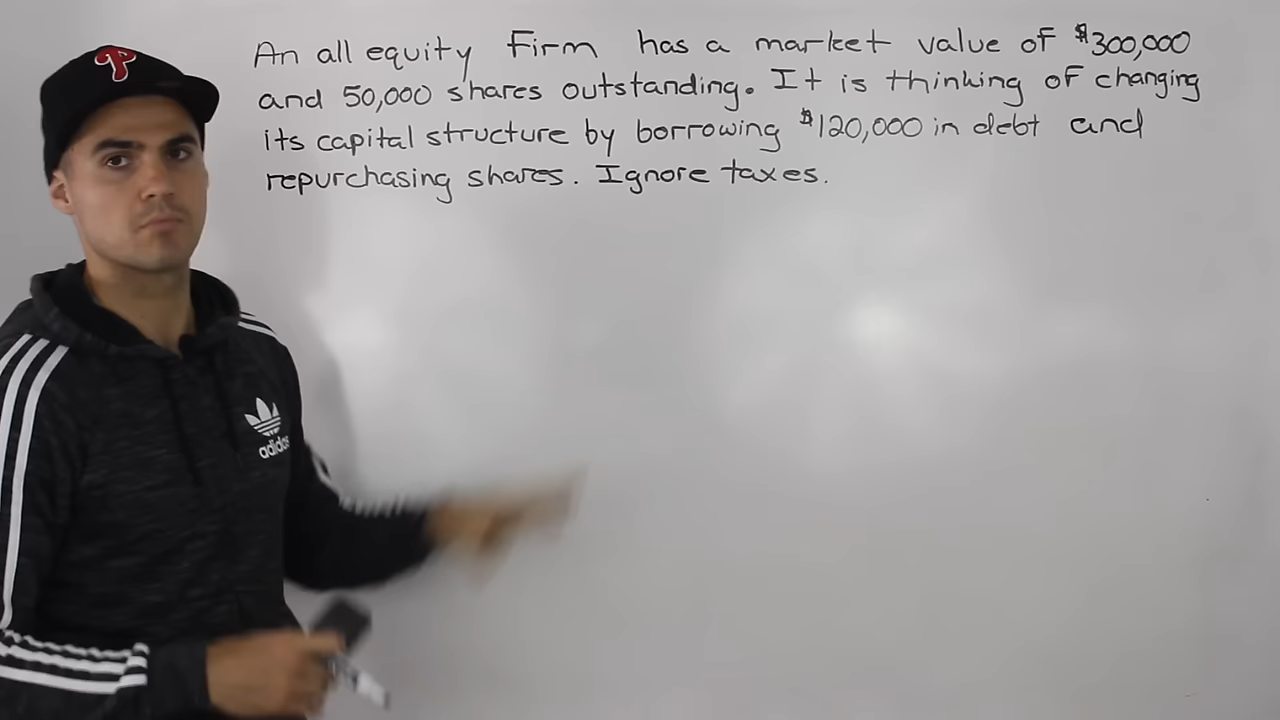 An all equity firm has a market value of $300,000
and 50,000 shares outstanding. It is thinking of changing
its capital structure by borrowing $120,000 in debt and
repurchasing shares. Ignore taxes.
P
adidas